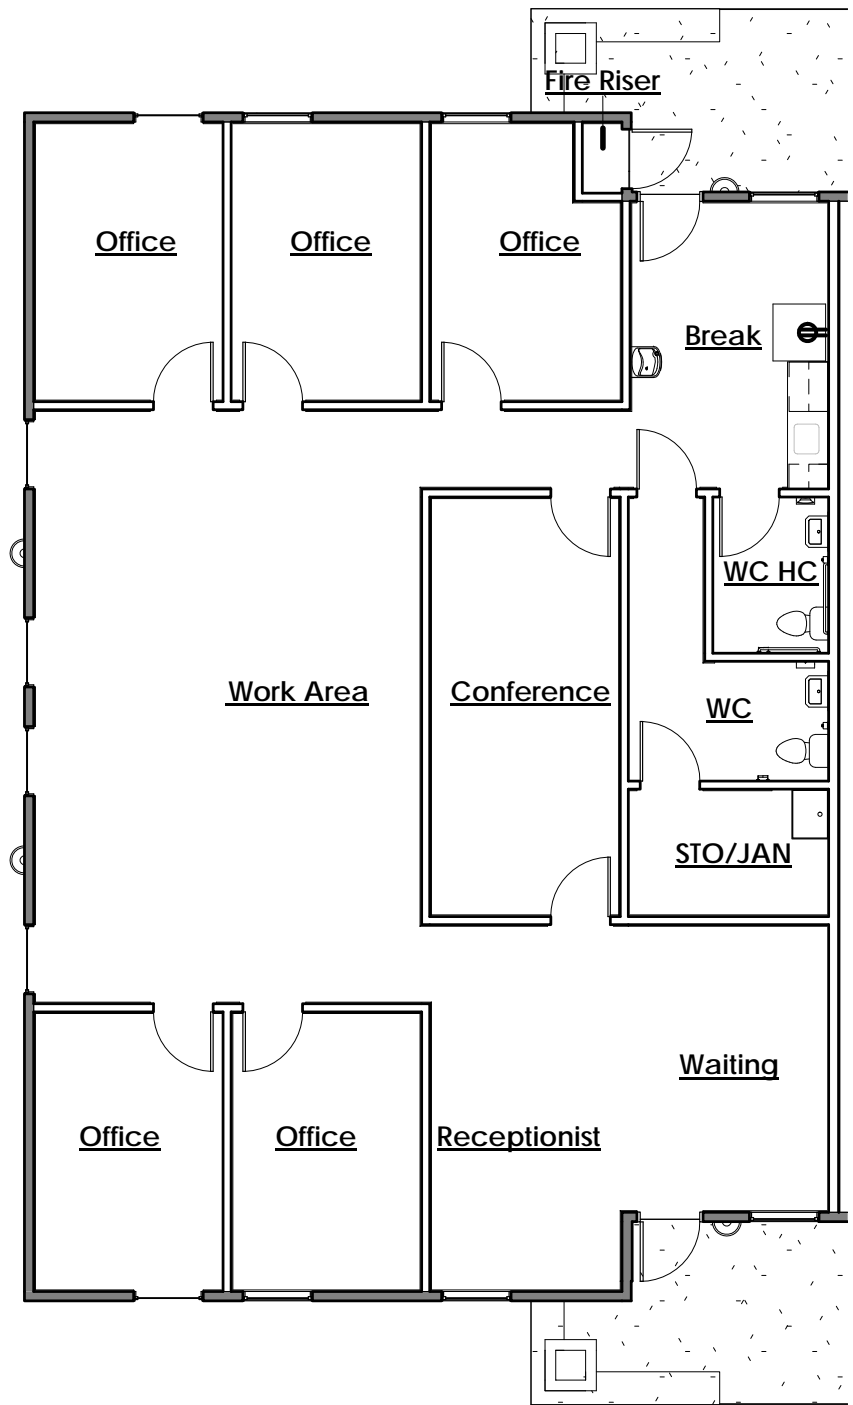 Fire Riser
Office
Office
Office
Break
WC HC
Work Area
Conference
WC
STO/JAN
Waiting
Office
Office
Receptionist